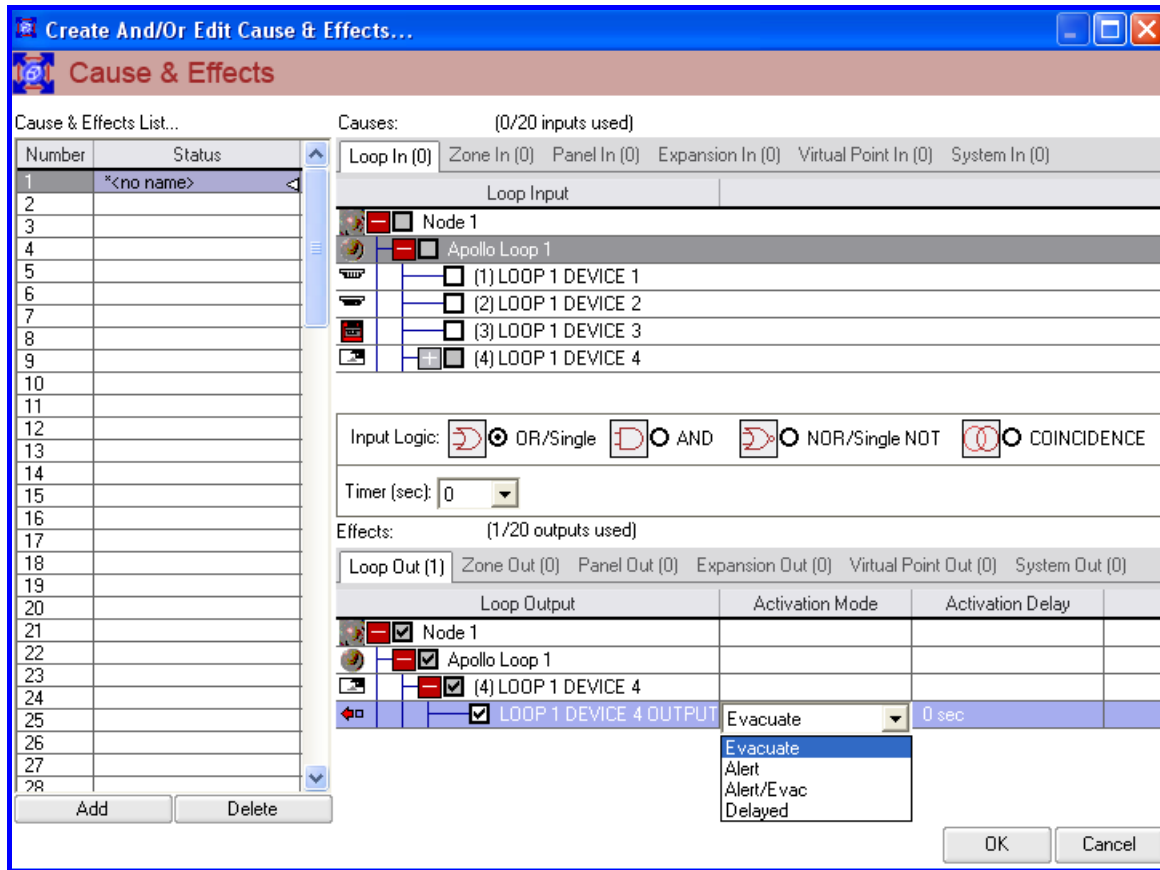 Create And/Or Edit Cause & Effects...
Cause & Effects
Cause & Effects List...
Number Status
1 *<no name>
2
3
4
5
6
7
8
9
10
11
12
13
14
15
16
17
18
19
20
21
22
23
24
25
26
27
28
Add Delete
Causes: (0/20 inputs used)
Loop In (0) Zone In (0) Panel In (0) Expansion In (0) Virtual Point In (0) System In (0)
Loop Input
Node 1
Apollo Loop 1
(1) LOOP 1 DEVICE 1
(2) LOOP 1 DEVICE 2
(3) LOOP 1 DEVICE 3
(4) LOOP 1 DEVICE 4
Input Logic: OR/Single AND NOR/Single NOT COINCIDENCE
Timer (sec): 0
Effects: (1/20 outputs used)
Loop Out (1) Zone Out (0) Panel Out (0) Expansion Out (0) Virtual Point Out (0) System Out (0)
Loop Output Activation Mode Activation Delay
Node 1
Apollo Loop 1
(4) LOOP 1 DEVICE 4
LOOP 1 DEVICE 4 OUTPUT Evacuate 0 sec
Evacuate
Alert
Alert/Evac
Delayed
OK Cancel